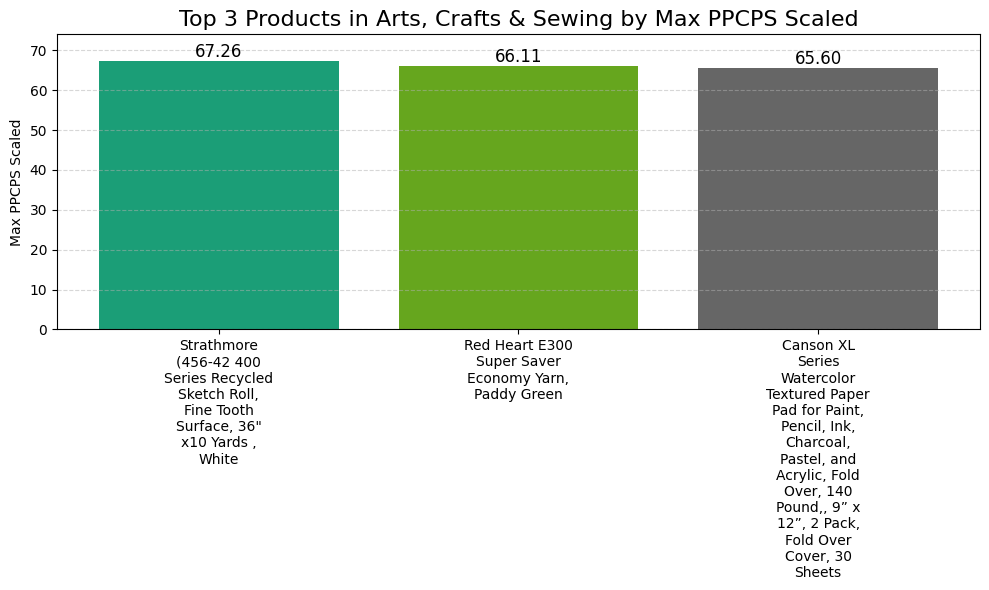 Top 3 Products in Arts, Crafts & Sewing by Max PPCPS Scaled
Max PPCPS Scaled
70
60
50
40
30
20
10
0
67.26
66.11
65.60
Strathmore
(456-42 400
Series Recycled
Sketch Roll,
Fine Tooth
Surface, 36"
x10 Yards ,
White
Red Heart E300
Super Saver
Economy Yarn,
Paddy Green
Canson XL
Series
Watercolor
Textured Paper
Pad for Paint,
Pencil, Ink,
Charcoal,
Pastel, and
Acrylic, Fold
Over, 140
Pound,, 9” x
12”, 2 Pack,
Fold Over
Cover, 30
Sheets